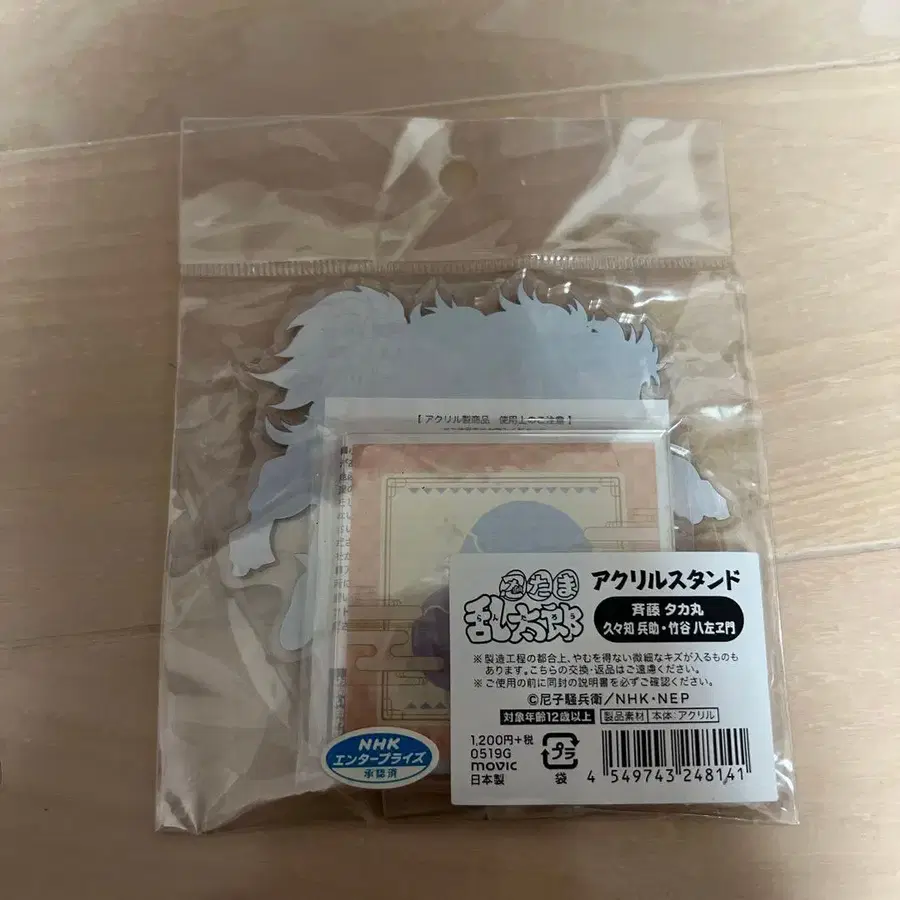 【 アクリル製商品　使用上のご注意 】
忍たま
乱太郎
アクリルスタンド
斉藤 タカ丸
久々知 兵助・竹谷 八左ヱ門
※製造工程の都合上、やむを得ない微細なキズが入るものも
あります。こちらの交換・返品はご遠慮ください。
※ご使用の前に同封の説明書を必ずご確認ください。
©尼子騒兵衛/NHK・NEP
対象年齢12歳以上 製品素材 本体：アクリル
1,200円+税
0519G
movic
日本製
プラ
袋
4 549743 248141
NHK
エンタープライズ
承認済